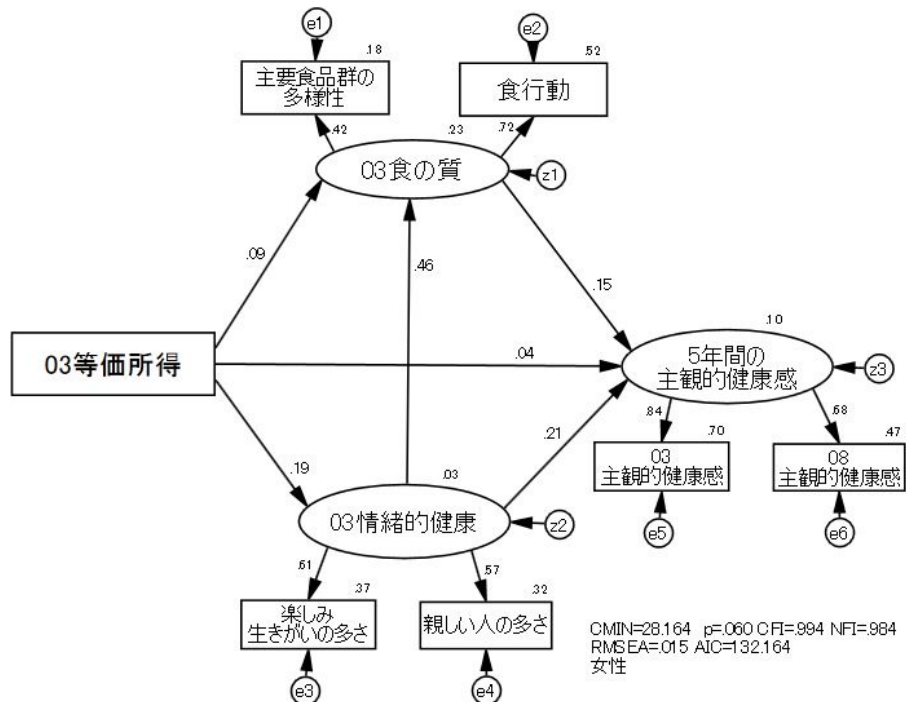 e1
e2
.18
.52
主要食品群の
多様性
食行動
.42
.23
.72
03食の質
z1
.09
.46
.15
.10
03等価所得
.04
5年間の
主観的健康感
z3
.84
.70
.68
.47
.21
03
主観的健康感
08
主観的健康感
.19
.03
03情緒的健康
z2
e5
e6
.61
.37
.57
.32
楽しみ
生きがいの多さ
親しい人の多さ
CMIN=28.164 p=.060 CFI=.994 NFI=.984
RMSEA=.015 AIC=132.164
女性
e3
e4